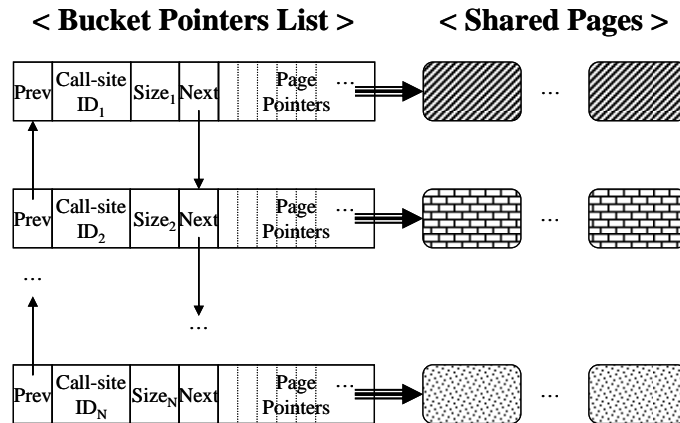 < Bucket Pointers List >
< Shared Pages >
Prev
Call-site
ID1
Size1
Next
Page
Pointers
...
...
Prev
Call-site
ID2
Size2
Next
Page
Pointers
...
...
...
...
Prev
Call-site
IDN
SizeN
Next
Page
Pointers
...
...